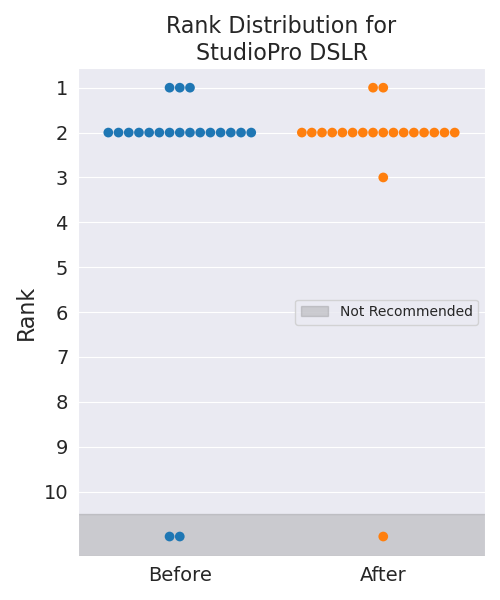 Rank Distribution for
StudioPro DSLR
1
2
3
4
5
6
7
8
9
10
Rank
Not Recommended
Before
After